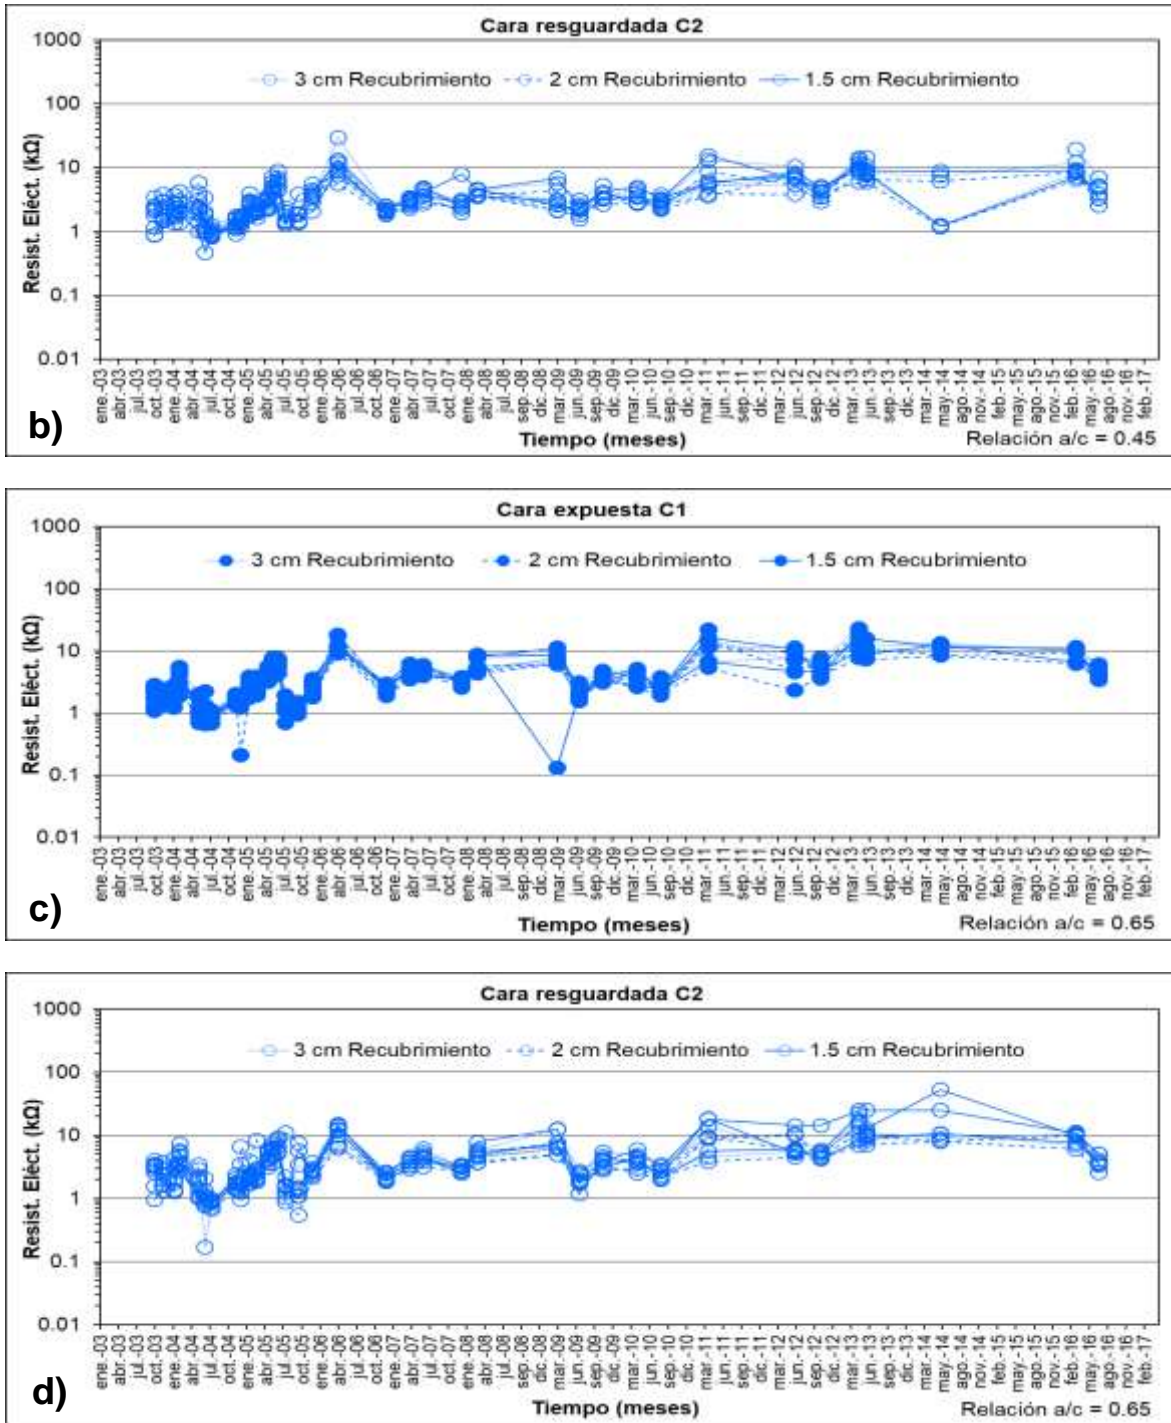 Cara resguardada C2
1000
3 cm Recubrimiento 2 cm Recubrimiento 1.5 cm Recubrimiento
100
10
1
0.1
0.01
Resist. Eléct. (kΩ)
ene.-03 abr.-03 jul.-03 oct.-03 ene.-04 abr.-04 jul.-04 oct.-04 ene.-05 abr.-05 jul.-05 oct.-05 ene.-06 abr.-06 jul.-06 oct.-06 ene.-07 abr.-07 jul.-07 oct.-07 ene.-08 abr.-08 jul.-08 sep.-08 dic.-08 mar.-09 jun.-09 sep.-09 dic.-09 mar.-10 jun.-10 sep.-10 dic.-10 mar.-11 jun.-11 sep.-11 dic.-11 mar.-12 jun.-12 sep.-12 dic.-12 mar.-13 jun.-13 sep.-13 dic.-13 mar.-14 may.-14 ago.-14 nov.-14 feb.-15 may.-15 ago.-15 nov.-15 feb.-16 may.-16 ago.-16 nov.-16 feb.-17
b)
Tiempo (meses)
Relación a/c = 0.45
Cara expuesta C1
1000
3 cm Recubrimiento 2 cm Recubrimiento 1.5 cm Recubrimiento
100
10
1
0.1
0.01
Resist. Eléct. (kΩ)
ene.-03 abr.-03 jul.-03 oct.-03 ene.-04 abr.-04 jul.-04 oct.-04 ene.-05 abr.-05 jul.-05 oct.-05 ene.-06 abr.-06 jul.-06 oct.-06 ene.-07 abr.-07 jul.-07 oct.-07 ene.-08 abr.-08 jul.-08 sep.-08 dic.-08 mar.-09 jun.-09 sep.-09 dic.-09 mar.-10 jun.-10 sep.-10 dic.-10 mar.-11 jun.-11 sep.-11 dic.-11 mar.-12 jun.-12 sep.-12 dic.-12 mar.-13 jun.-13 sep.-13 dic.-13 mar.-14 may.-14 ago.-14 nov.-14 feb.-15 may.-15 ago.-15 nov.-15 feb.-16 may.-16 ago.-16 nov.-16 feb.-17
c)
Tiempo (meses)
Relación a/c = 0.65
Cara resguardada C2
1000
3 cm Recubrimiento 2 cm Recubrimiento 1.5 cm Recubrimiento
100
10
1
0.1
0.01
Resist. Eléct. (kΩ)
ene.-03 abr.-03 jul.-03 oct.-03 ene.-04 abr.-04 jul.-04 oct.-04 ene.-05 abr.-05 jul.-05 oct.-05 ene.-06 abr.-06 jul.-06 oct.-06 ene.-07 abr.-07 jul.-07 oct.-07 ene.-08 abr.-08 jul.-08 sep.-08 dic.-08 mar.-09 jun.-09 sep.-09 dic.-09 mar.-10 jun.-10 sep.-10 dic.-10 mar.-11 jun.-11 sep.-11 dic.-11 mar.-12 jun.-12 sep.-12 dic.-12 mar.-13 jun.-13 sep.-13 dic.-13 mar.-14 may.-14 ago.-14 nov.-14 feb.-15 may.-15 ago.-15 nov.-15 feb.-16 may.-16 ago.-16 nov.-16 feb.-17
d)
Tiempo (meses)
Relación a/c = 0.65